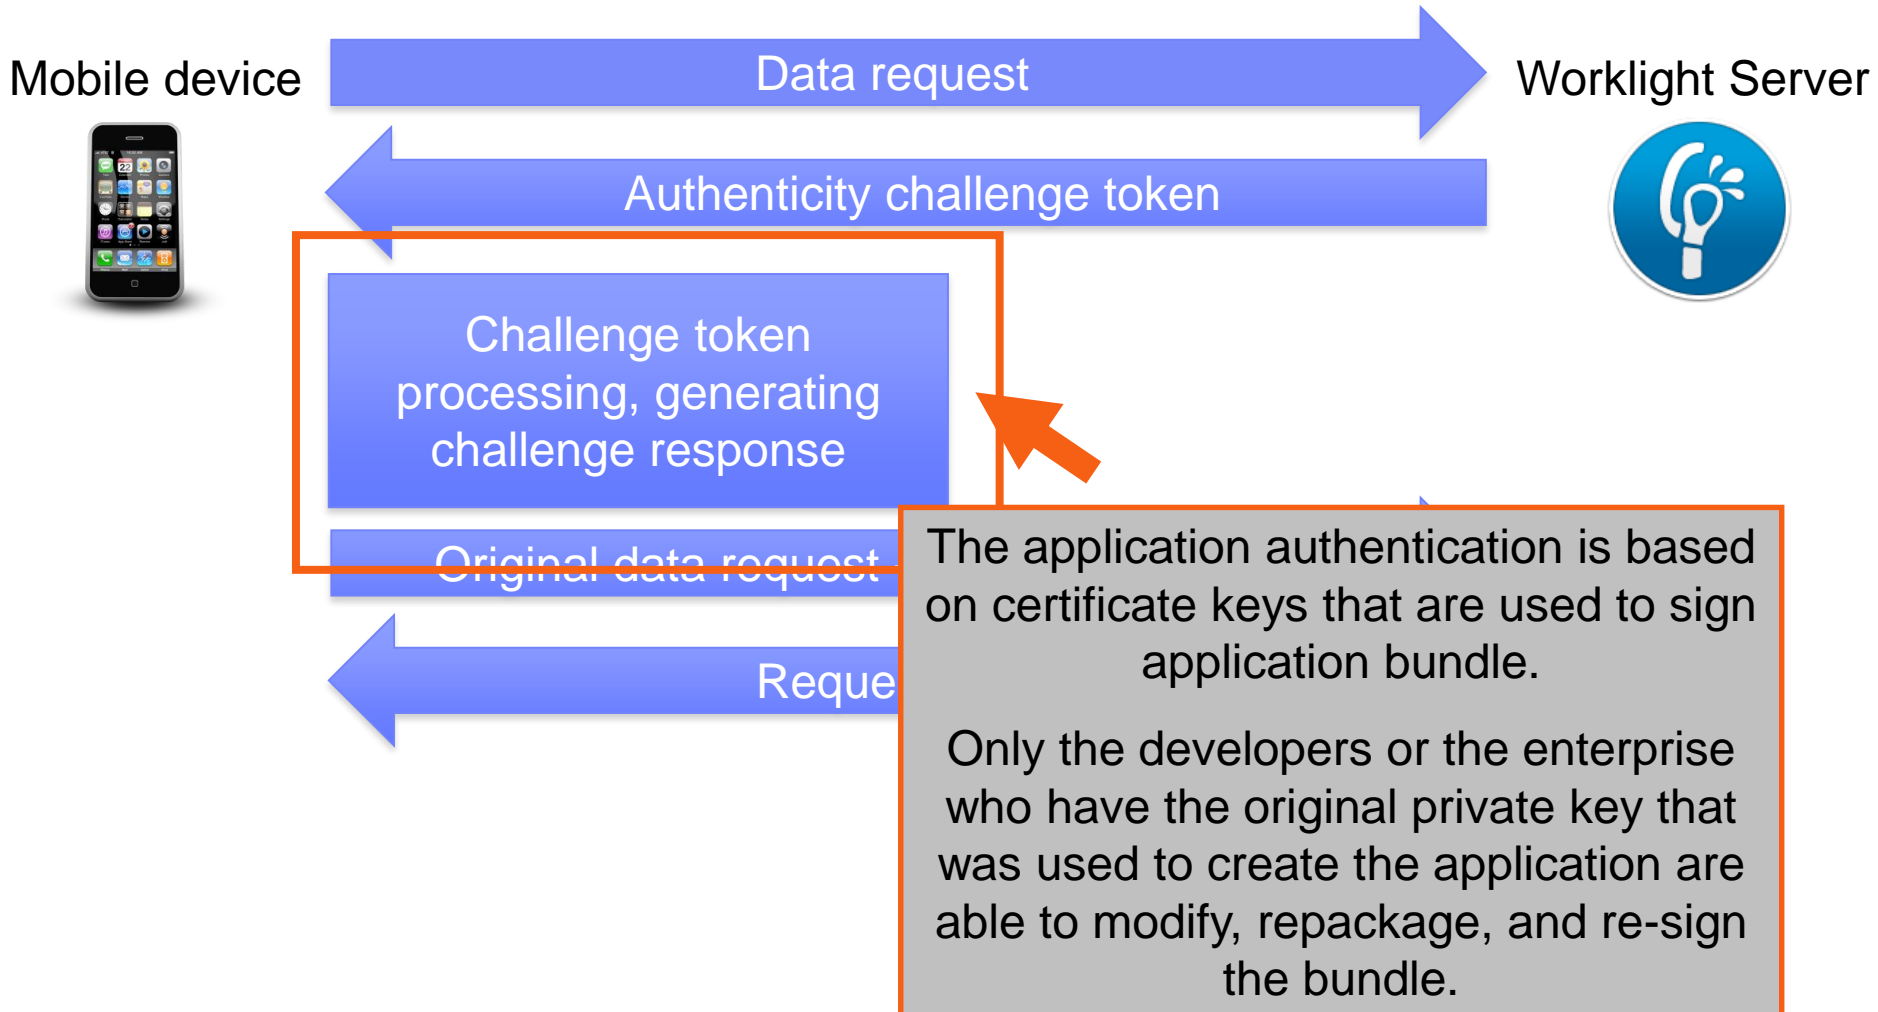 Data request
Mobile device
Worklight Server
Authenticity challenge token
Challenge token
processing, generating
challenge response
Original data request
The application authentication is based
on certificate keys that are used to sign
application bundle.
Only the developers or the enterprise
who have the original private key that
was used to create the application are
able to modify, repackage, and re-sign
the bundle.